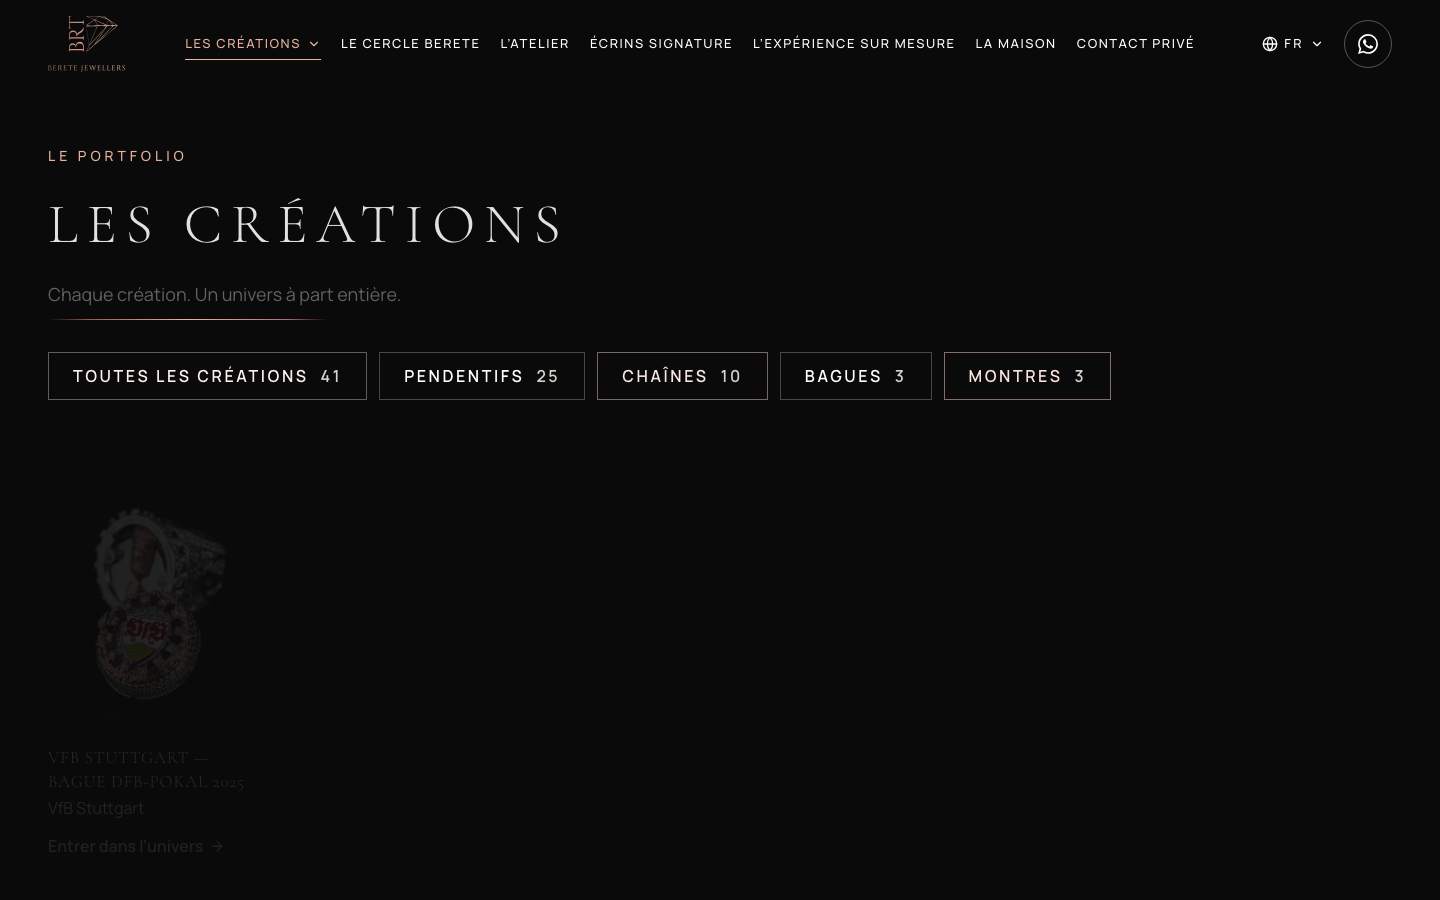 BRT
BERETE JEWELLERS
LES CRÉATIONS
LE CERCLE BERETE
L'ATELIER
ÉCRINS SIGNATURE
L'EXPÉRIENCE SUR MESURE
LA MAISON
CONTACT PRIVÉ
FR
LE PORTFOLIO
LES CRÉATIONS
Chaque création. Un univers à part entière.
TOUTES LES CRÉATIONS 41
PENDENTIFS 25
CHAÎNES 10
BAGUES 3
MONTRES 3
VfB
VFB STUTTGART —
BAGUE DFB-POKAL 2025
VfB Stuttgart
Entrer dans l'univers →